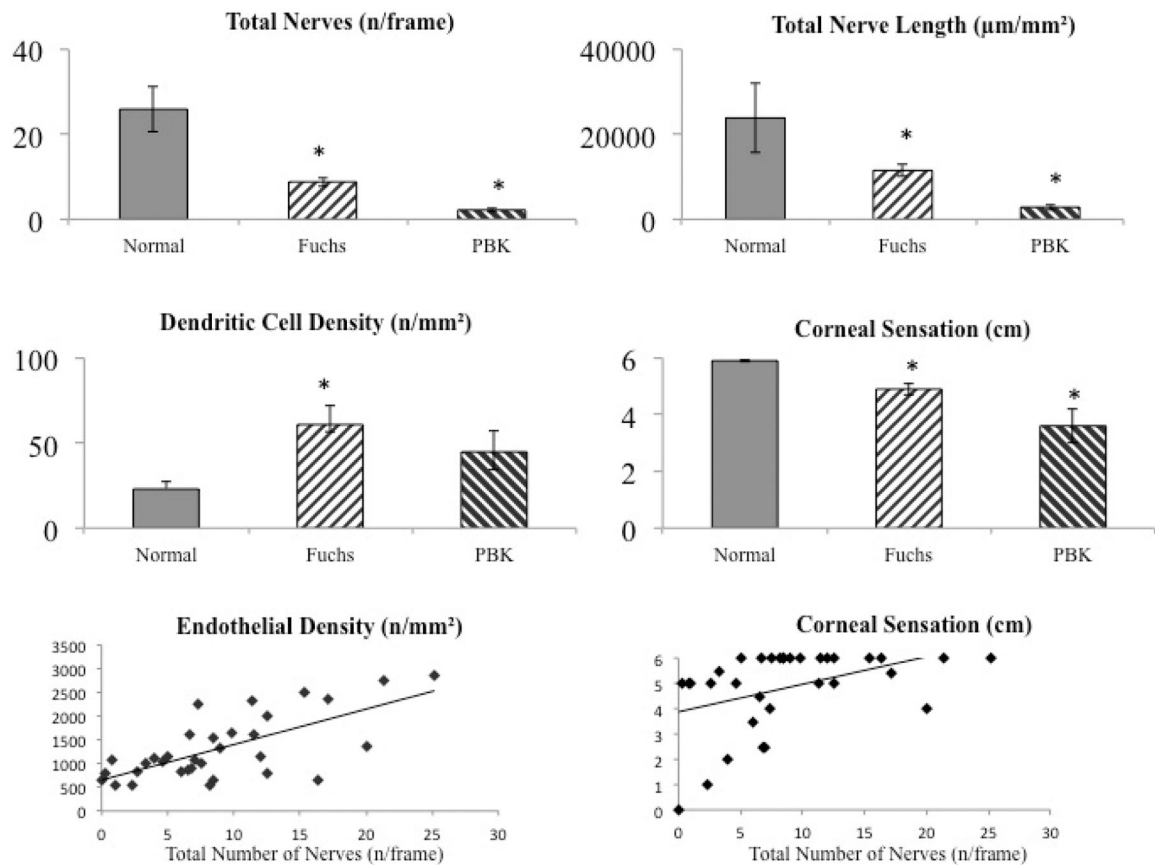 Total Nerves (n/frame)
40
20
0
*
*
Normal Fuchs PBK
Total Nerve Length (µm/mm²)
40000
20000
0
*
*
Normal Fuchs PBK
Dendritic Cell Density (n/mm²)
100
50
0
*
Normal Fuchs PBK
Corneal Sensation (cm)
6
4
2
0
*
*
Normal Fuchs PBK
Endothelial Density (n/mm²)
3500
3000
2500
2000
1500
1000
500
0
0 5 10 15 20 25 30
Total Number of Nerves (n/frame)
Corneal Sensation (cm)
6
5
4
3
2
1
0
0 5 10 15 20 25 30
Total Number of Nerves (n/frame)